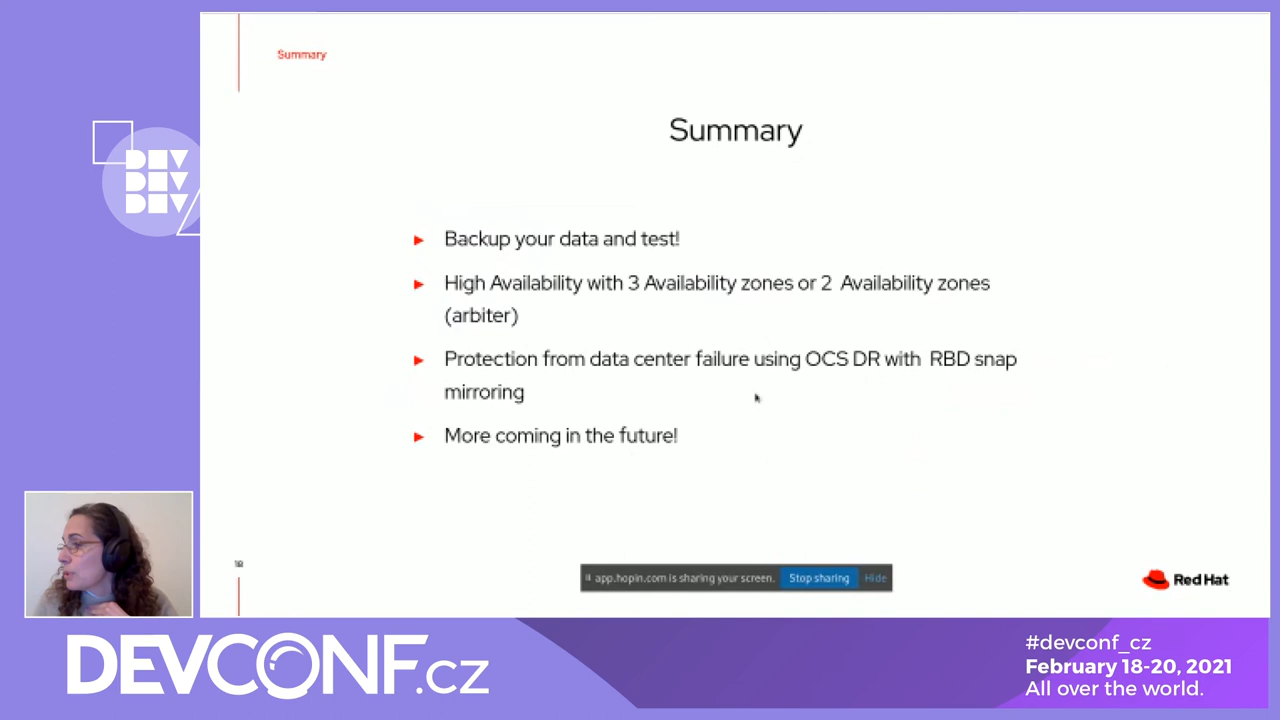 Summary
Summary
DEV
DEV
DEV
► Backup your data and test!
► High Availability with 3 Availability zones or 2 Availability zones
(arbiter)
► Protection from data center failure using OCS DR with RBD snap
mirroring
► More coming in the future!
app.hopin.com is sharing your screen. Stop sharing Hide
Red Hat
DEVCONF.cz
#devconf_cz
February 18-20, 2021
All over the world.